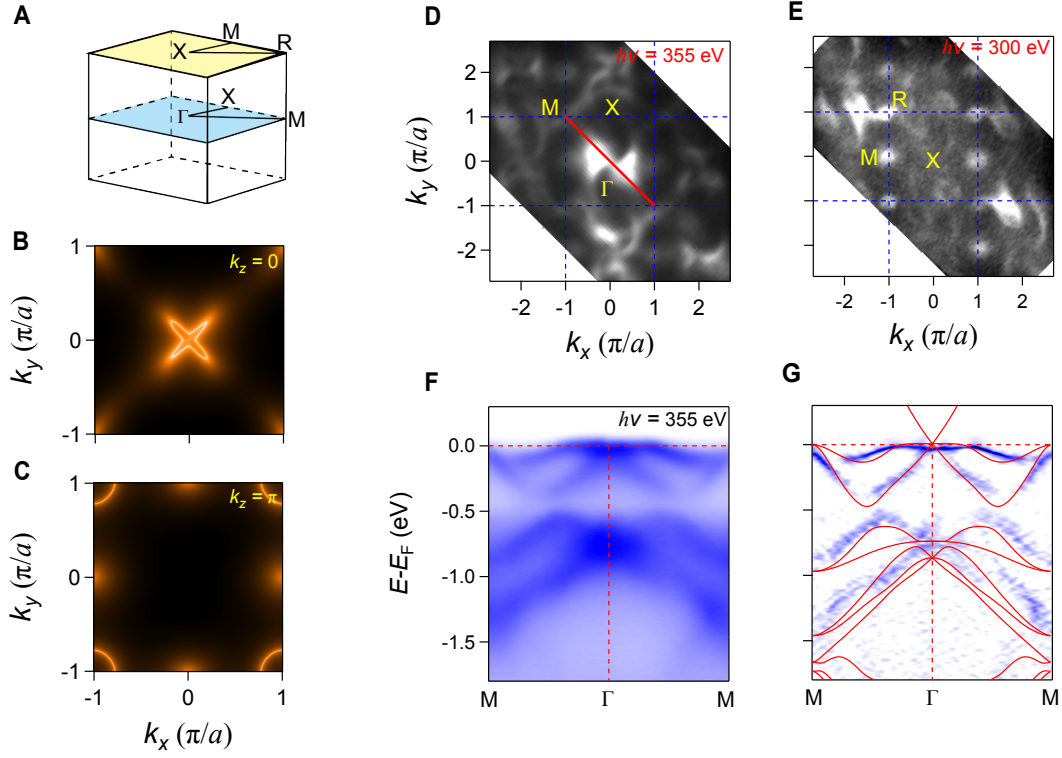 A
M
R
X
X
Γ
M
B
k_z = 0
1
0
-1
k_y (π/a)
C
k_z = π
1
0
-1
k_y (π/a)
-1
0
1
k_x (π/a)
D
hν = 355 eV
2
1
0
-1
-2
k_y (π/a)
M
X
Γ
-2
-1
0
1
2
k_x (π/a)
E
hν = 300 eV
R
M
X
-2
-1
0
1
2
k_x (π/a)
F
hν = 355 eV
0.0
-0.5
-1.0
-1.5
E-E_F (eV)
M
Γ
M
G
M
Γ
M